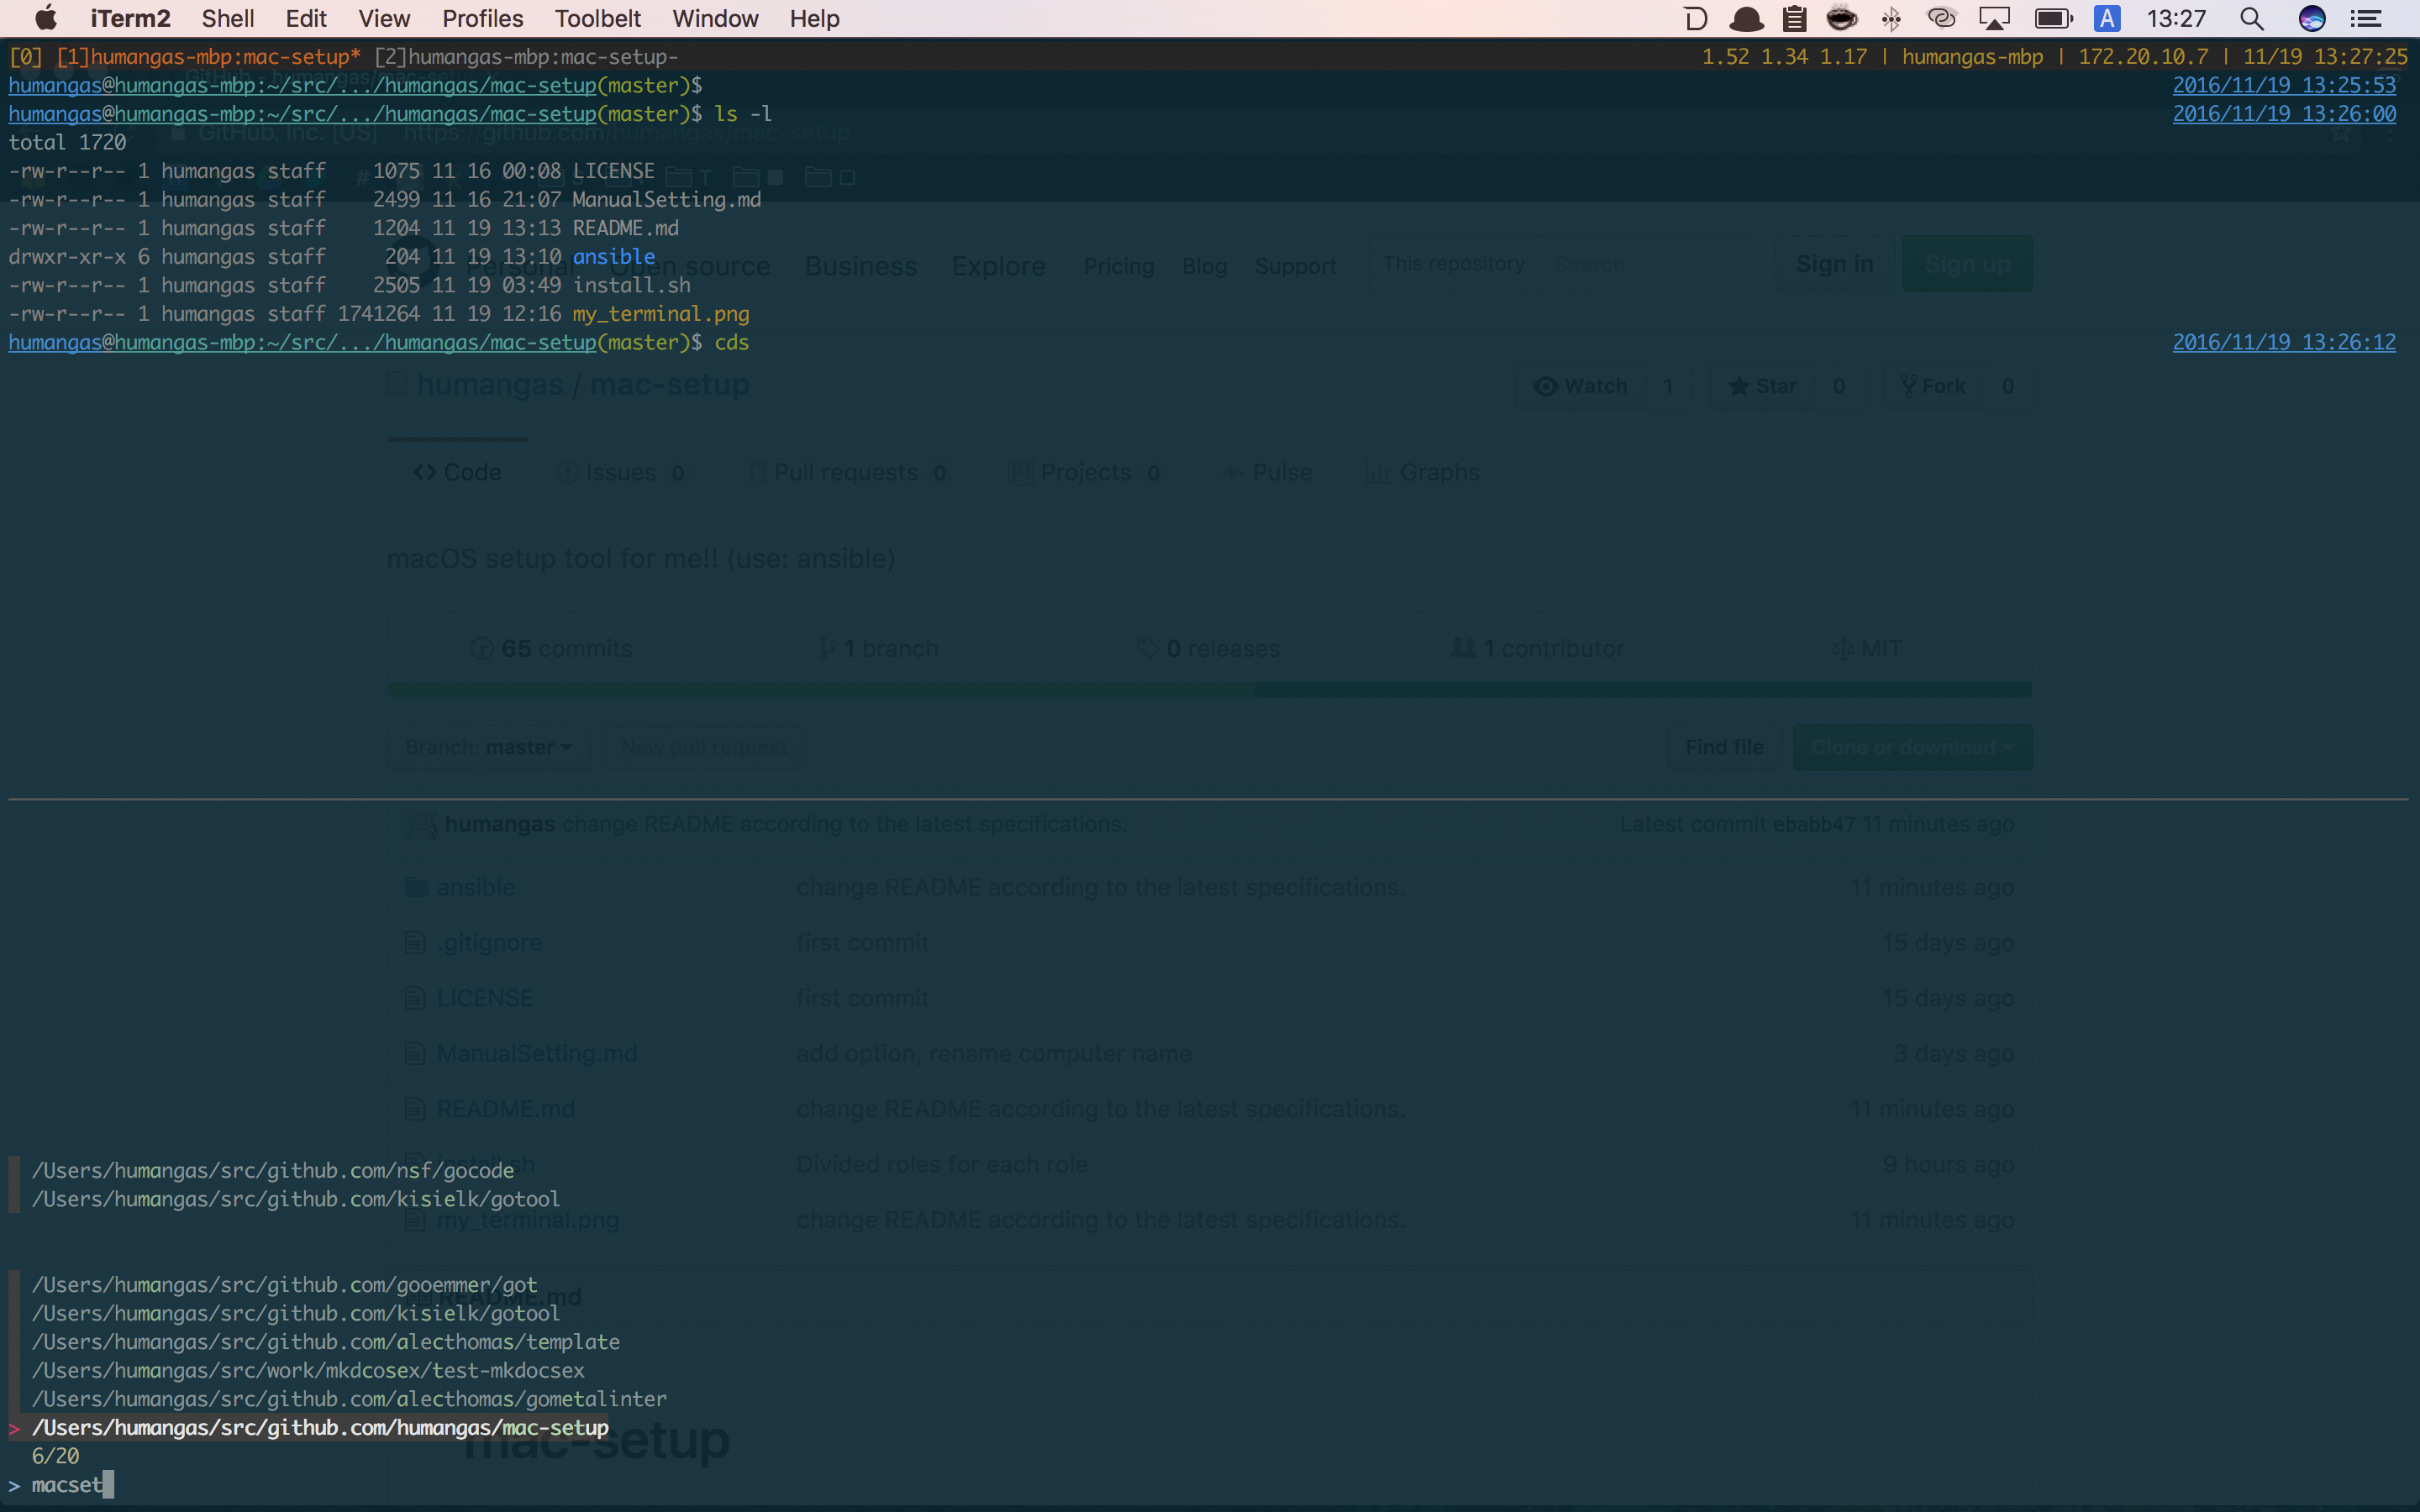 iTerm2 Shell Edit View Profiles Toolbelt Window Help A 13:27
[0] [1]humangas-mbp:mac-setup* [2]humangas-mbp:mac-setup- 1.52 1.34 1.17 | humangas-mbp | 172.20.10.7 | 11/19 13:27:25
humangas@humangas-mbp:~/src/.../humangas/mac-setup(master)$ 2016/11/19 13:25:53
humangas@humangas-mbp:~/src/.../humangas/mac-setup(master)$ ls -l 2016/11/19 13:26:00
GitHub, Inc. [US] https://github.com/humangas/mac-setup
total 1720
-rw-r--r-- 1 humangas staff 1075 11 16 00:08 LICENSE
-rw-r--r-- 1 humangas staff 2499 11 16 21:07 ManualSetting.md
-rw-r--r-- 1 humangas staff 1204 11 19 13:13 README.md
drwxr-xr-x 6 humangas staff 204 11 19 13:10 ansible
Personal Open source Business Explore Pricing Blog Support This repository Search Sign in Sign up
-rw-r--r-- 1 humangas staff 2505 11 19 03:49 install.sh
-rw-r--r-- 1 humangas staff 1741264 11 19 12:16 my_terminal.png
humangas@humangas-mbp:~/src/.../humangas/mac-setup(master)$ cds 2016/11/19 13:26:12
humangas / mac-setup Watch 1 Star 0 Fork 0
Code Issues 0 Pull requests 0 Projects 0 Pulse Graphs
macOS setup tool for me!! (use: ansible)
65 commits 1 branch 0 releases 1 contributor MIT
Branch: master New pull request Find file Clone or download
humangas change README according to the latest specifications. Latest commit ebabb47 11 minutes ago
ansible change README according to the latest specifications. 11 minutes ago
.gitignore first commit 15 days ago
LICENSE first commit 15 days ago
ManualSetting.md add option, rename computer name 3 days ago
README.md change README according to the latest specifications. 11 minutes ago
install.sh Divided roles for each role 9 hours ago
/Users/humangas/src/github.com/nsf/gocode
/Users/humangas/src/github.com/kisielk/gotool
my_terminal.png change README according to the latest specifications. 11 minutes ago
/Users/humangas/src/github.com/gooemmer/got
README.md
/Users/humangas/src/github.com/kisielk/gotool
/Users/humangas/src/github.com/alecthomas/template
/Users/humangas/src/work/mkdcosex/test-mkdocsex
/Users/humangas/src/github.com/alecthomas/gometalinter
> /Users/humangas/src/github.com/humangas/mac-setup
mac-setup
6/20
> macset